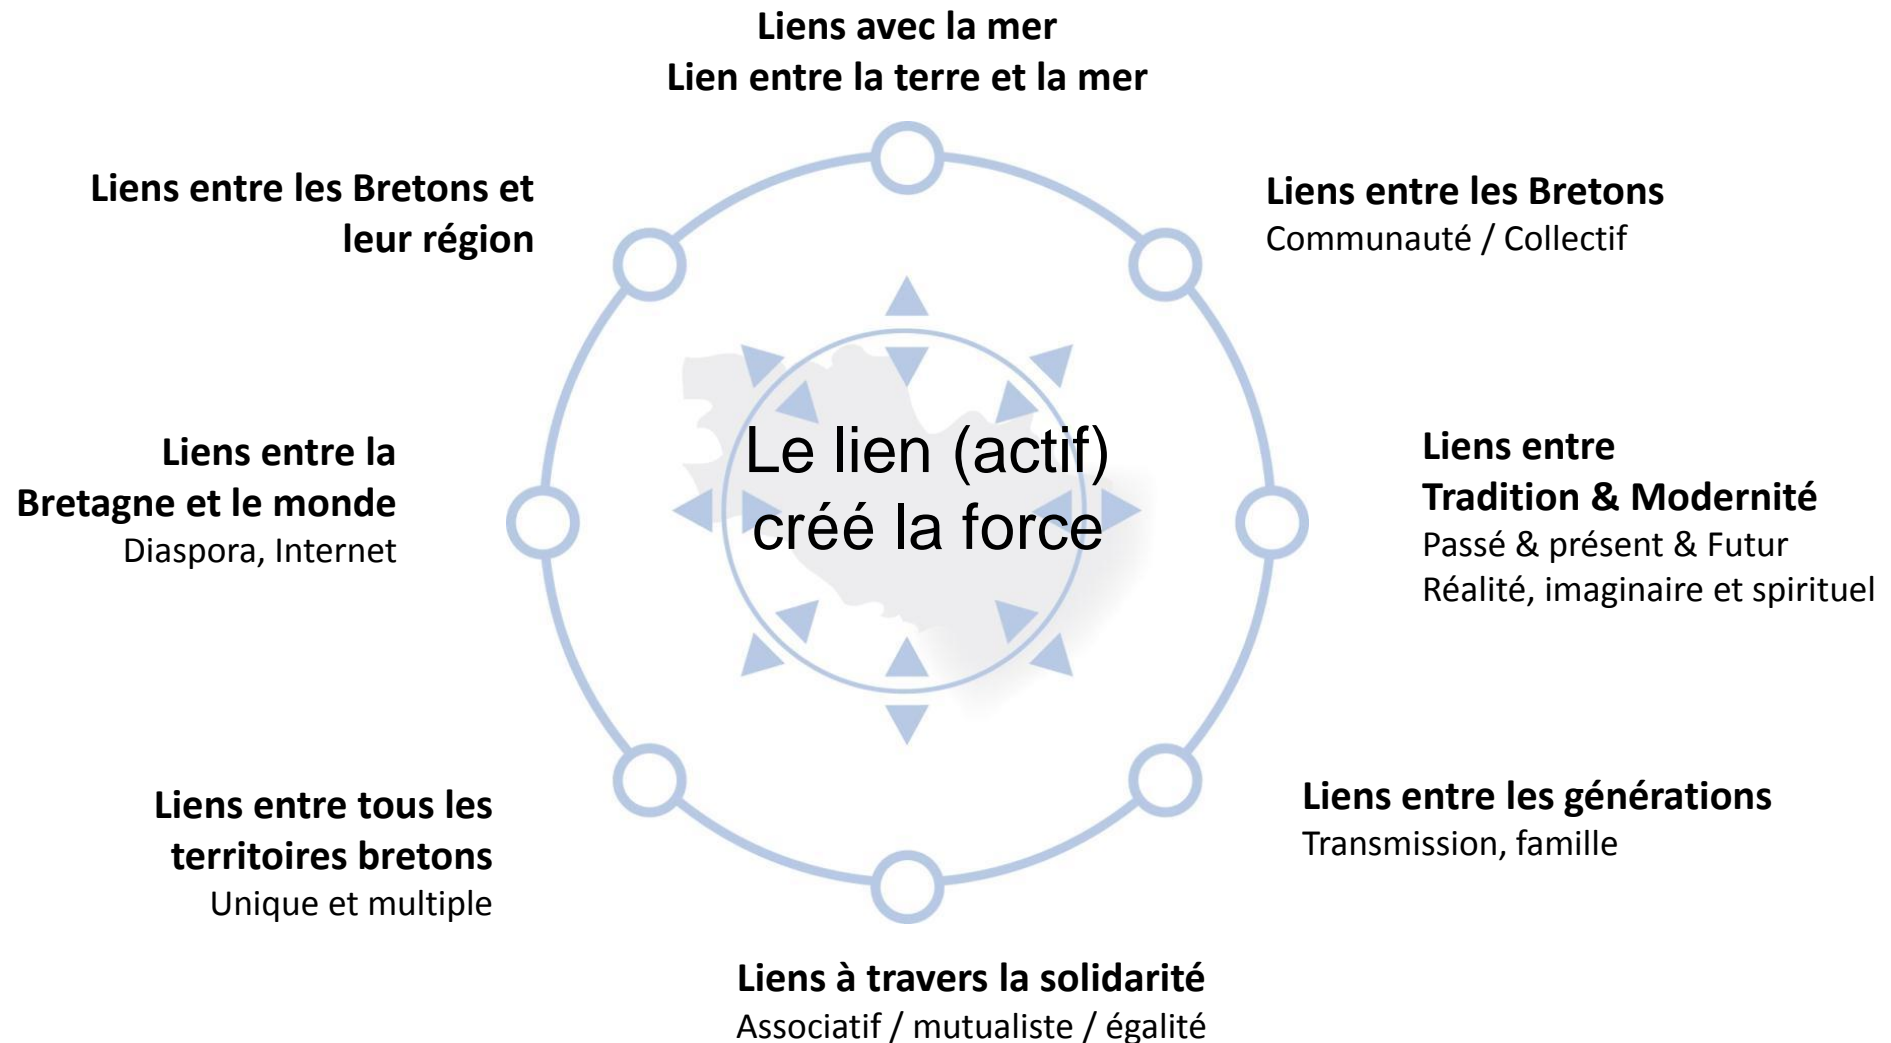 Liens avec la mer
Lien entre la terre et la mer
Liens entre les Bretons et
leur région
Liens entre les Bretons
Communauté / Collectif
Le lien (actif)
créé la force
Liens entre la
Bretagne et le monde
Diaspora, Internet
Liens entre
Tradition & Modernité
Passé & présent & Futur
Réalité, imaginaire et spirituel
Liens entre tous les
territoires bretons
Unique et multiple
Liens entre les générations
Transmission, famille
Liens à travers la solidarité
Associatif / mutualiste / égalité